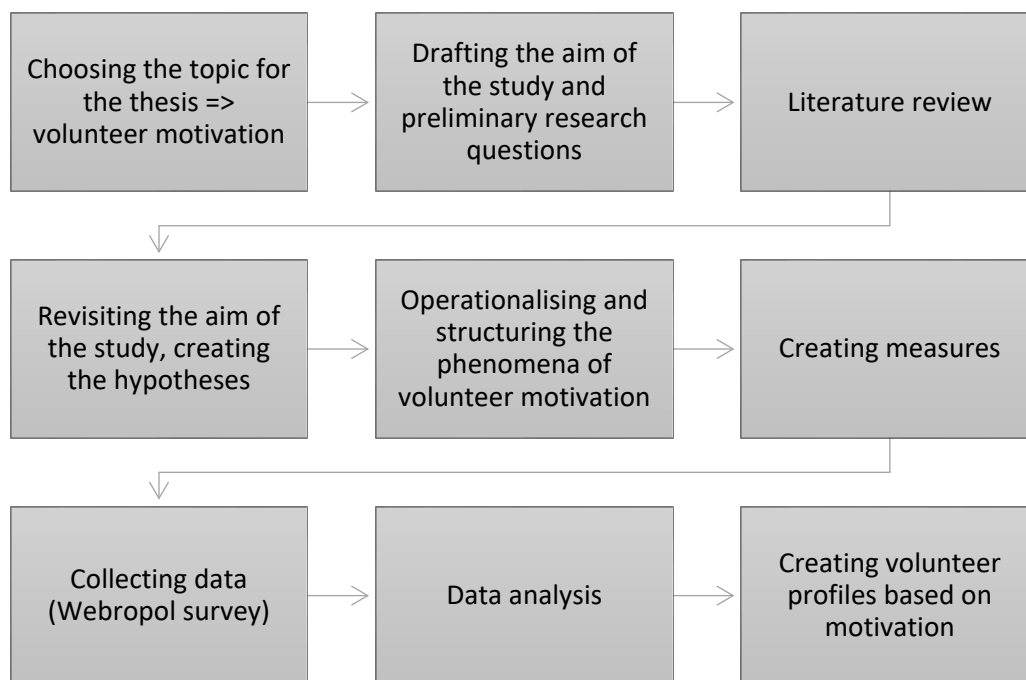 Choosing the topic for
the thesis =>
volunteer motivation
Drafting the aim of
the study and
preliminary research
questions
Literature review
Revisiting the aim of
the study, creating
the hypotheses
Operationalising and
structuring the
phenomena of
volunteer motivation
Creating measures
Collecting data
(Webropol survey)
Data analysis
Creating volunteer
profiles based on
motivation